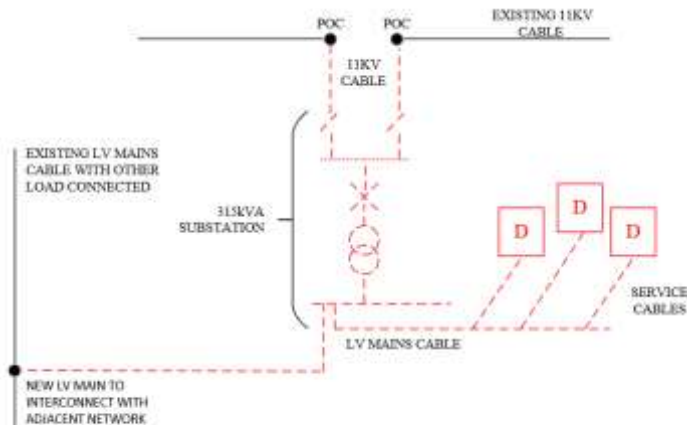 POC
POC
EXISTING 11KV
CABLE
11KV
CABLE
EXISTING LV MAINS
CABLE WITH OTHER
LOAD CONNECTED
315kVA
SUBSTATION
D
D
D
SERVICE
CABLES
LV MAINS CABLE
NEW LV MAIN TO
INTERCONNECT WITH
ADJACENT NETWORK